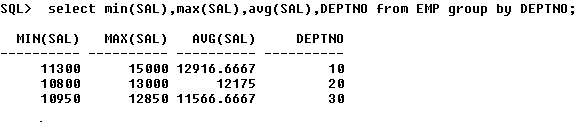 SQL> select min(SAL),max(SAL),avg(SAL),DEPTNO from EMP group by DEPTNO;
MIN(SAL) MAX(SAL) AVG(SAL) DEPTNO
---------- ---------- ---------- ----------
11300 15000 12916.6667 10
10800 13000 12175 20
10950 12850 11566.6667 30